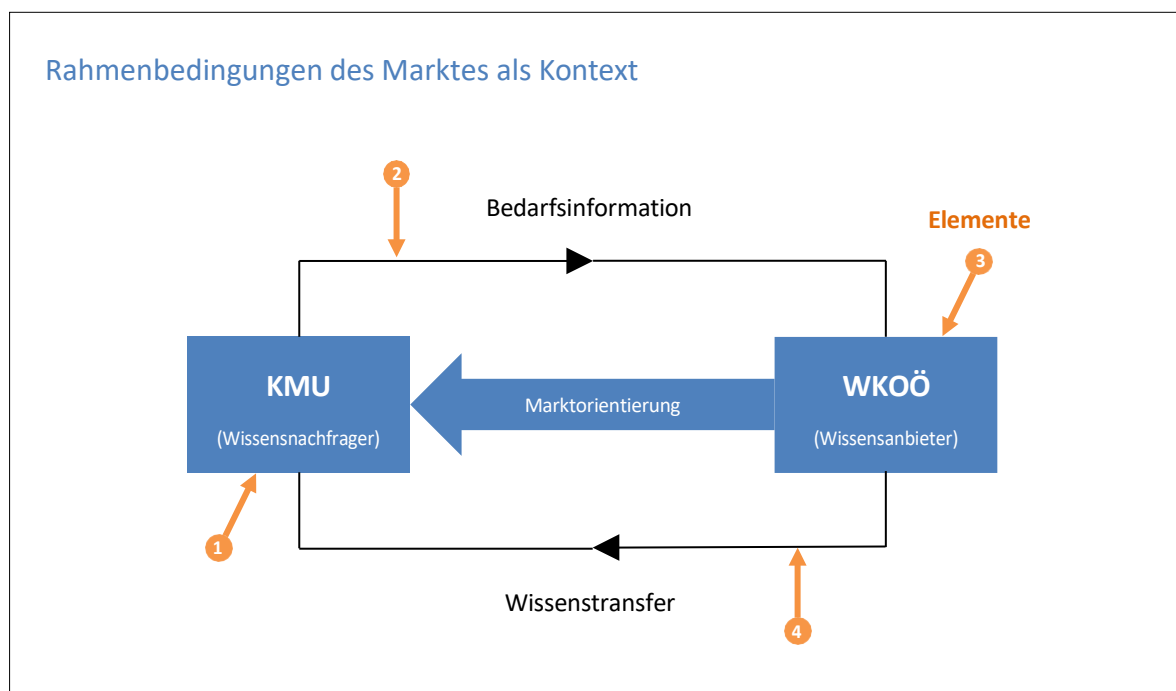 Rahmenbedingungen des Marktes als Kontext
2
Bedarfsinformation
Elemente
3
KMU
(Wissensnachfrager)
Marktorientierung
WKOÖ
(Wissensanbieter)
1
Wissenstransfer
4